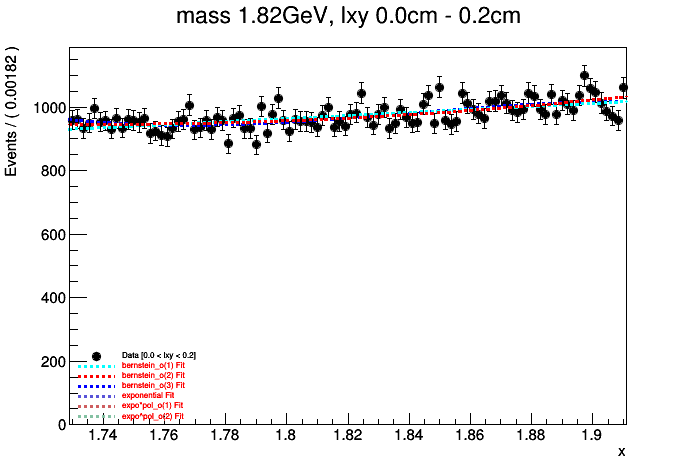 mass 1.82GeV, lxy 0.0cm - 0.2cm
Events / ( 0.00182 )
1000
800
600
400
200
0
Data [0.0 < lxy < 0.2]
bernstein_o(1) Fit
bernstein_o(2) Fit
bernstein_o(3) Fit
exponential Fit
expo*pol_o(1) Fit
expo*pol_o(2) Fit
1.74 1.76 1.78 1.8 1.82 1.84 1.86 1.88 1.9
x